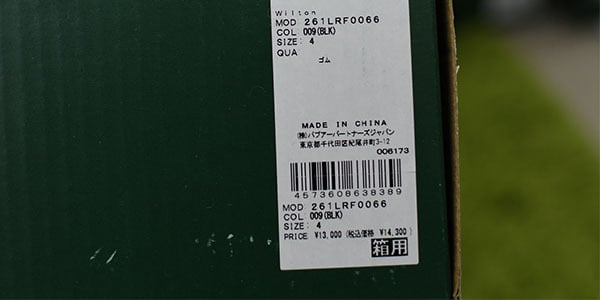 Wilton
MOD 261LRF0066
COL 009(BLK)
SIZE: 4
QUA
ゴム
MADE IN CHINA
(株)バブアーパートナーズジャパン
東京都千代田区紀尾井町3-12
006173
4573608638389
MOD 261LRF0066
COL 009(BLK)
SIZE: 4
PRICE ¥13,000 (税込価格 ¥14,300)
箱用